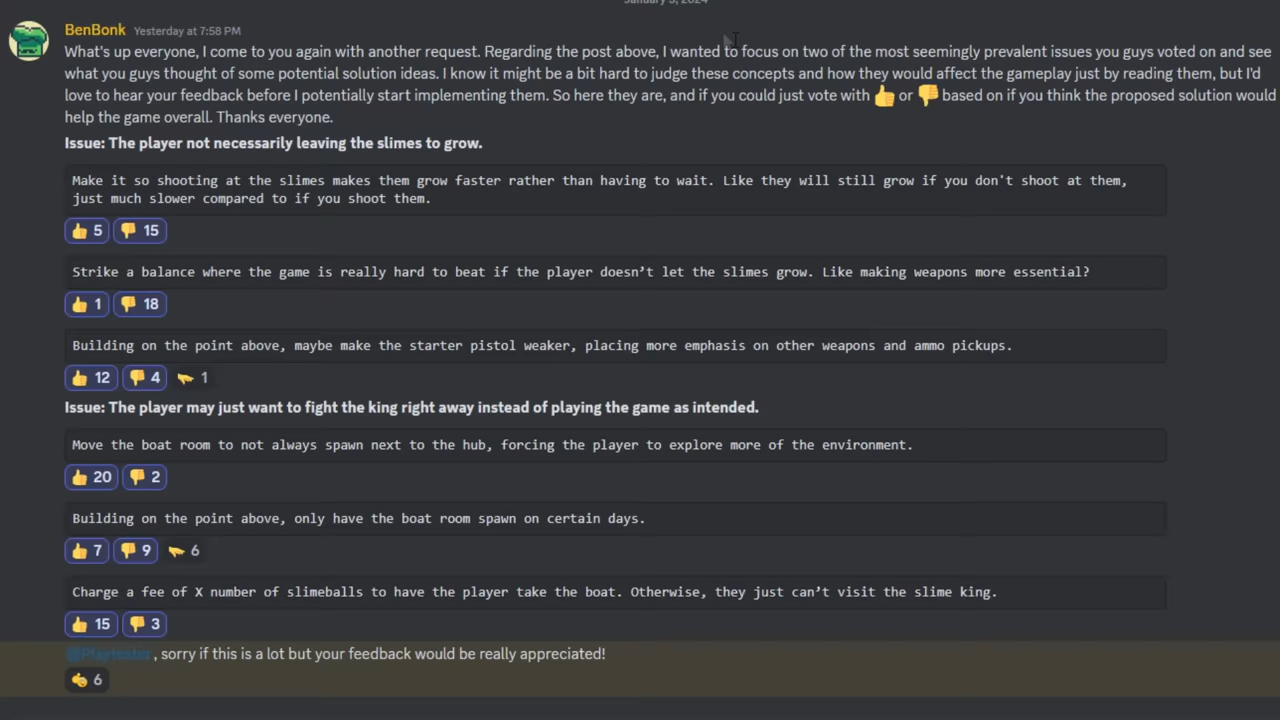 January 3, 2024
BenBonk Yesterday at 7:58 PM
What's up everyone, I come to you again with another request. Regarding the post above, I wanted to focus on two of the most seemingly prevalent issues you guys voted on and see
what you guys thought of some potential solution ideas. I know it might be a bit hard to judge these concepts and how they would affect the gameplay just by reading them, but I'd
love to hear your feedback before I potentially start implementing them. So here they are, and if you could just vote with 👍 or 👎 based on if you think the proposed solution would
help the game overall. Thanks everyone.
Issue: The player not necessarily leaving the slimes to grow.
Make it so shooting at the slimes makes them grow faster rather than having to wait. Like they will still grow if you don't shoot at them,
just much slower compared to if you shoot them.
5 15
Strike a balance where the game is really hard to beat if the player doesn’t let the slimes grow. Like making weapons more essential?
1 18
Building on the point above, maybe make the starter pistol weaker, placing more emphasis on other weapons and ammo pickups.
12 4 1
Issue: The player may just want to fight the king right away instead of playing the game as intended.
Move the boat room to not always spawn next to the hub, forcing the player to explore more of the environment.
20 2
Building on the point above, only have the boat room spawn on certain days.
7 9 6
Charge a fee of X number of slimeballs to have the player take the boat. Otherwise, they just can’t visit the slime king.
15 3
@Playtester, sorry if this is a lot but your feedback would be really appreciated!
6